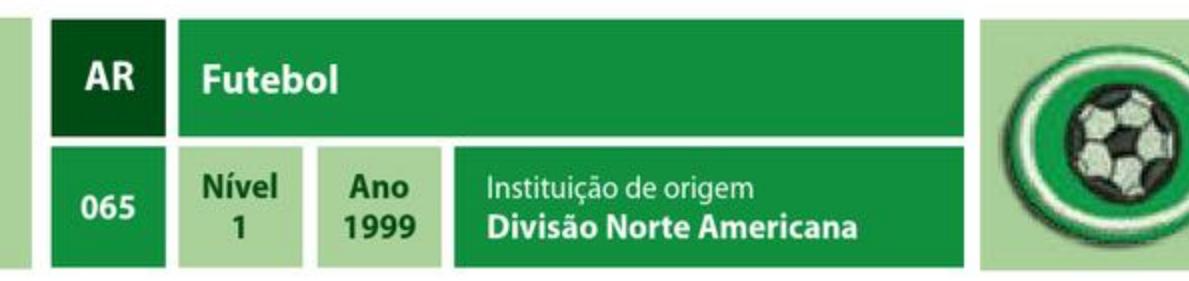 AR
Futebol
065
Nível
1
Ano
1999
Instituição de origem
Divisão Norte Americana